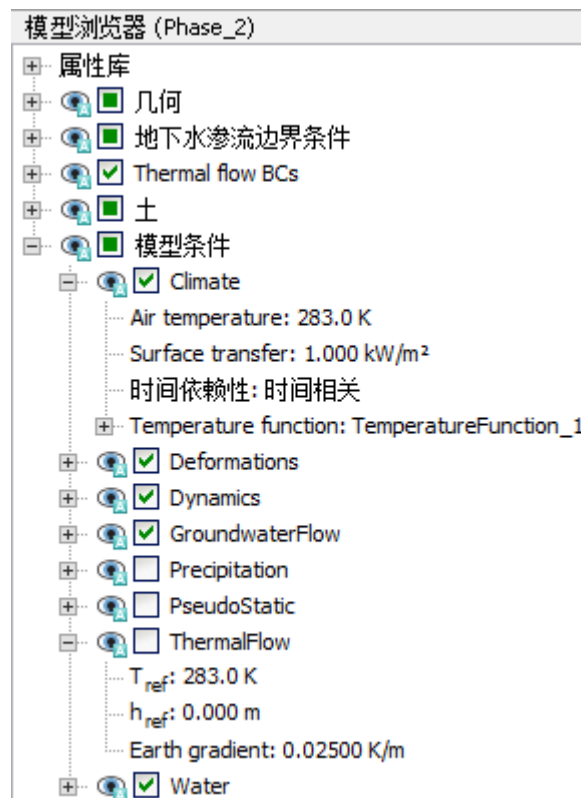 模型浏览器 (Phase_2)
属性库
几何
地下水渗流边界条件
Thermal flow BCs
土
模型条件
Climate
Air temperature: 283.0 K
Surface transfer: 1.000 kW/m²
时间依赖性: 时间相关
Temperature function: TemperatureFunction_1
Deformations
Dynamics
GroundwaterFlow
Precipitation
PseudoStatic
ThermalFlow
T ref: 283.0 K
h ref: 0.000 m
Earth gradient: 0.02500 K/m
Water